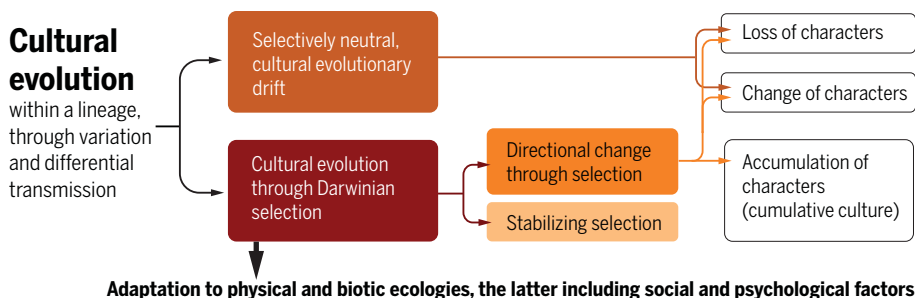 Cultural
evolution
within a lineage,
through variation
and differential
transmission
Selectively neutral,
cultural evolutionary
drift
Cultural evolution
through Darwinian
selection
Directional change
through selection
Stabilizing selection
Loss of characters
Change of characters
Accumulation of
characters
(cumulative culture)
Adaptation to physical and biotic ecologies, the latter including social and psychological factors